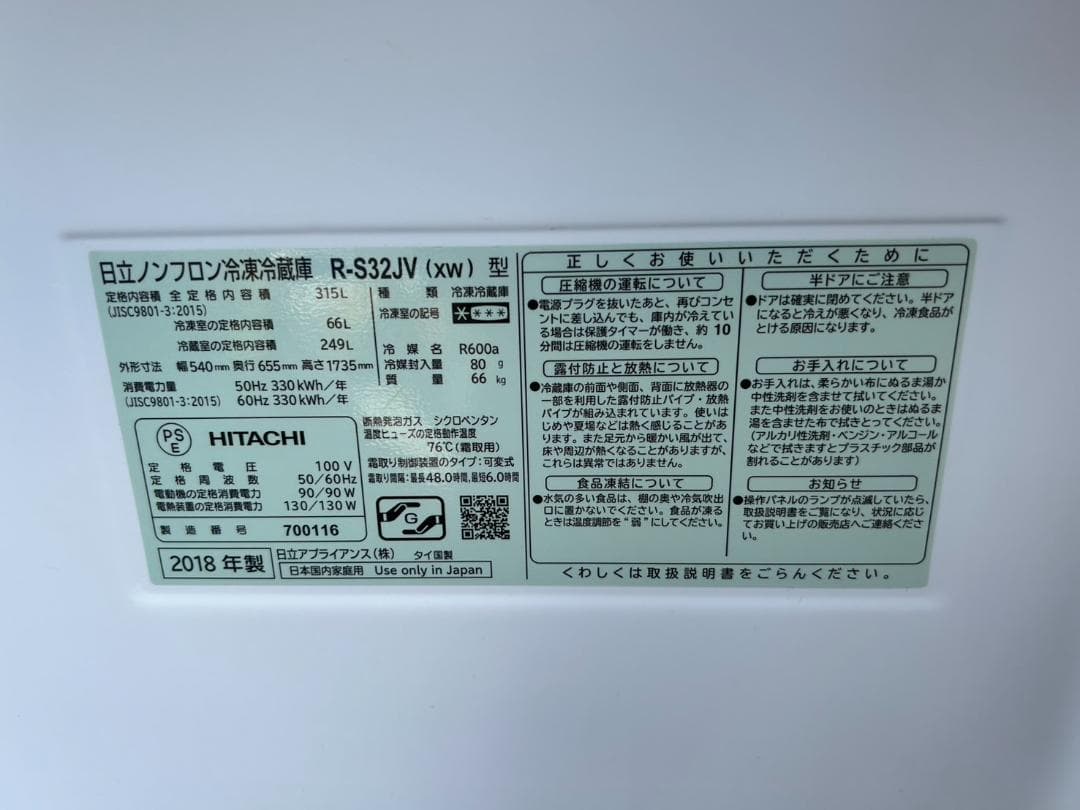 日立ノンフロン冷凍冷蔵庫 R-S32JV(XW) 型
定格内容積 全定格内容積 315L
(JISC9801-3:2015)
冷凍室の定格内容積 66L
冷蔵室の定格内容積 249L
外形寸法 幅540mm 奥行655mm 高さ1735mm
消費電力量 50Hz 330kWh/年
(JISC9801-3:2015) 60Hz 330kWh/年
種類 冷凍冷蔵庫
冷凍室の記号 ****
冷媒名 R600a
冷媒封入量 80g
質量 66kg
PSE HITACHI
定格電圧 100V
定格周波数 50/60Hz
電動機の定格消費電力 90/90W
電熱装置の定格消費電力 130/130W
製造番号 700116
断熱発泡ガス シクロペンタン
温度ヒューズの定格動作温度
76℃(霜取用)
霜取り制御装置のタイプ:可変式
霜取り間隔:最長48.0時間,最短6.0時間
G
2018年製
日立アプライアンス(株) タイ国製
日本国内家庭用 Use only in Japan
正しくお使いいただくために
圧縮機の運転について
●電源プラグを抜いたあと、再びコンセ
ントに差し込んでも、庫内が冷えてい
る場合は保護タイマーが働き、約10
分間は圧縮機の運転をしません。
露付防止と放熱について
●冷蔵庫の前面や側面、背面に放熱器の
一部を利用した露付防止パイプ・放熱
パイプが組み込まれています。使いは
じめや夏場などは熱く感じることがあ
ります。また足元から暖かい風が出て、
床や周辺が熱くなることがありますが、
これらは異常ではありません。
食品凍結について
●水気の多い食品は、棚の奥や冷気吹出
口に置かないでください。食品が凍る
ときは温度調節を“弱”にしてください。
半ドアにご注意
●ドアは確実に閉めてください。半ドア
になると冷えが悪くなり、冷凍食品が
とける原因になります。
お手入れについて
●お手入れは、柔らかい布にぬるま湯か
中性洗剤を含ませて拭いてください。
また中性洗剤をお使いのときはぬるま
湯を含ませた布で拭きとってください。
(アルカリ性洗剤・ベンジン・アルコール
などで拭きますとプラスチック部品が
割れることがあります)
お知らせ
●操作パネルのランプが点滅していたら、
取扱説明書をご覧になり、状況に応じ
てお買い上げの販売店へご連絡くださ
い。
くわしくは取扱説明書をごらんください。